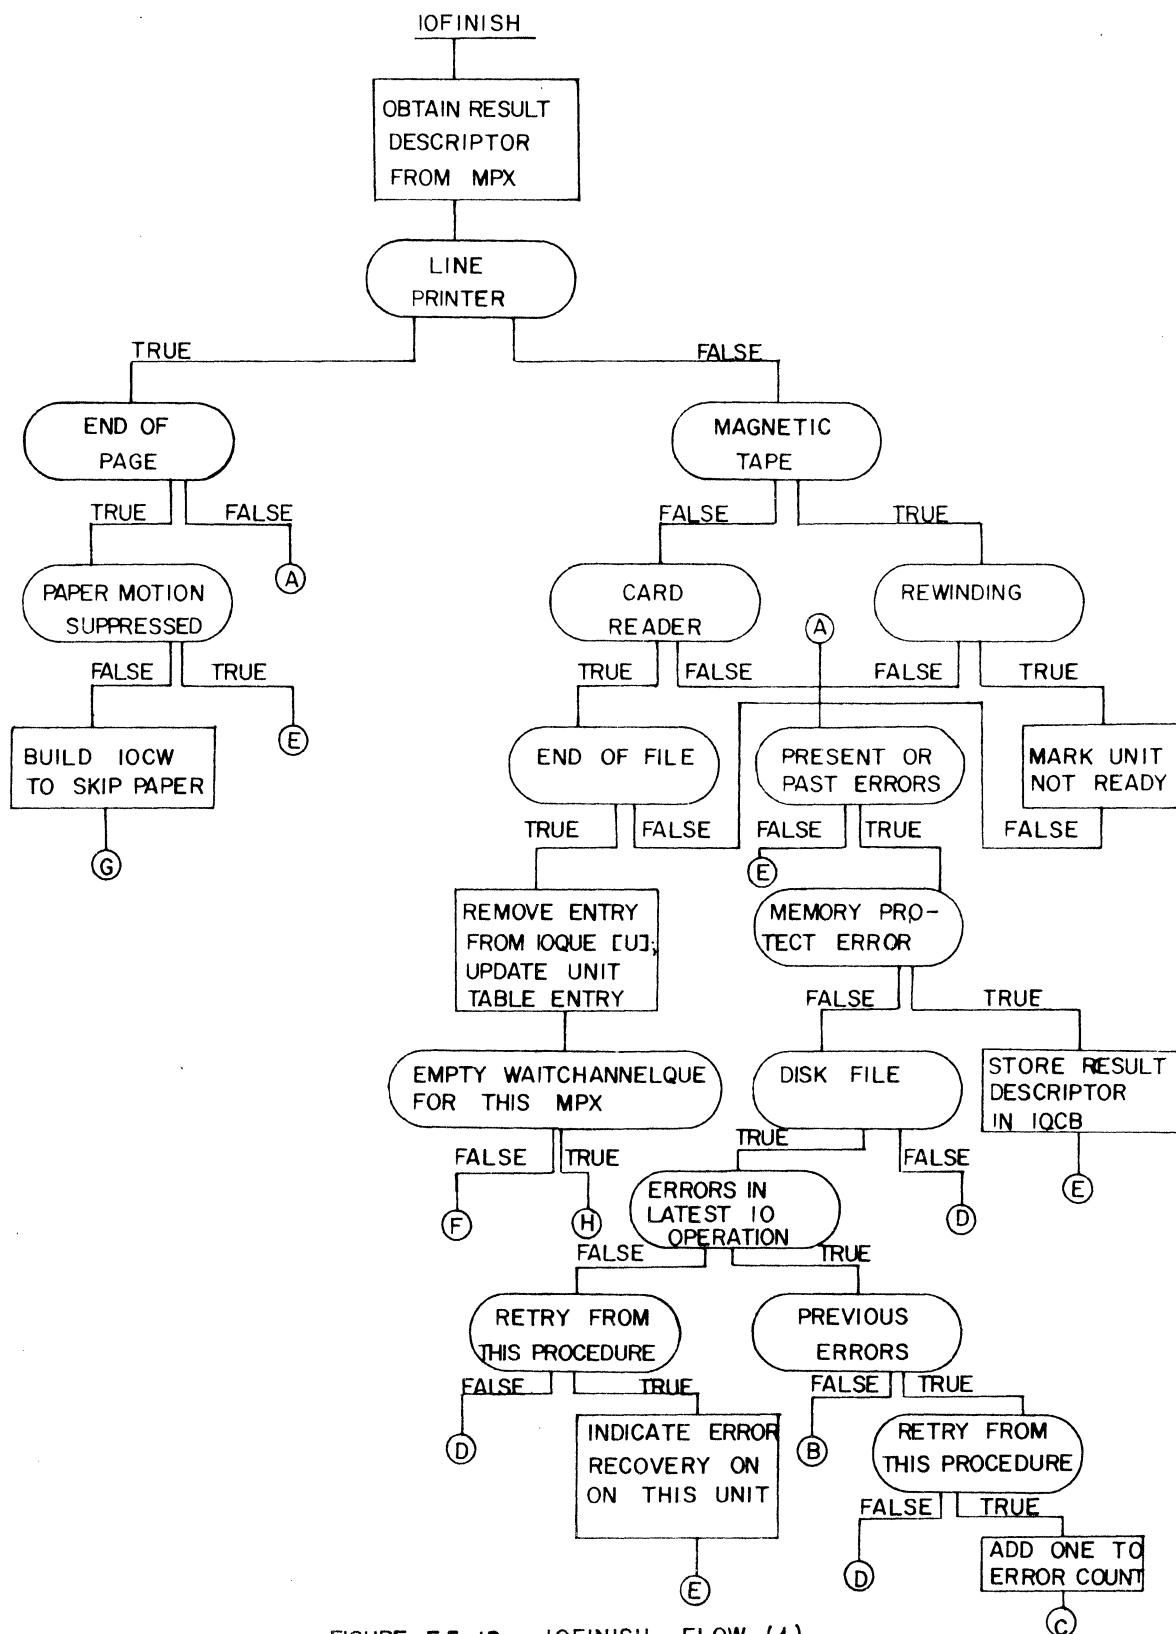 IOFINISH
OBTAIN RESULT
DESCRIPTOR
FROM MPX
LINE
PRINTER
TRUE
FALSE
END OF
PAGE
MAGNETIC
TAPE
TRUE
FALSE
FALSE
TRUE
A
PAPER MOTION
SUPPRESSED
CARD
READER
A
REWINDING
FALSE
TRUE
TRUE
FALSE
FALSE
TRUE
BUILD IOCW
TO SKIP PAPER
E
END OF FILE
PRESENT OR
PAST ERRORS
MARK UNIT
NOT READY
G
TRUE
FALSE
FALSE
TRUE
FALSE
E
REMOVE ENTRY
FROM IOQUE [U];
UPDATE UNIT
TABLE ENTRY
MEMORY PRO-
TECT ERROR
FALSE
TRUE
EMPTY WAITCHANNELQUE
FOR THIS MPX
DISK FILE
STORE RESULT
DESCRIPTOR
IN IOCB
FALSE
TRUE
TRUE
FALSE
F
H
D
E
ERRORS IN
LATEST IO
OPERATION
FALSE
TRUE
RETRY FROM
THIS PROCEDURE
PREVIOUS
ERRORS
FALSE
TRUE
FALSE
TRUE
D
INDICATE ERROR
RECOVERY ON
ON THIS UNIT
B
RETRY FROM
THIS PROCEDURE
FALSE
TRUE
E
D
ADD ONE TO
ERROR COUNT
C
IOFINISH FLOW (1)